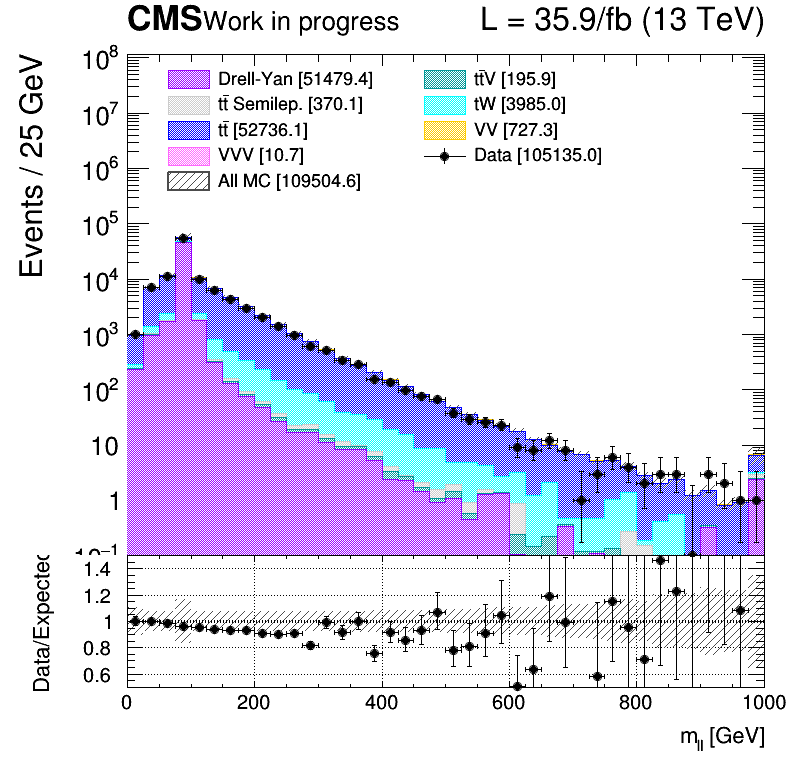 CMS Work in progress L = 35.9/fb (13 TeV)
Events / 25 GeV
10⁸
10⁷
10⁶
10⁵
10⁴
10³
10²
10
1
10⁻¹
Drell-Yan [51479.4]
tt̄ Semilep. [370.1]
tt̄ [52736.1]
VVV [10.7]
All MC [109504.6]
tt̄V [195.9]
tW [3985.0]
VV [727.3]
Data [105135.0]
Data/Expected
1.4
1.2
1
0.8
0.6
0 200 400 600 800 1000
m_ll [GeV]